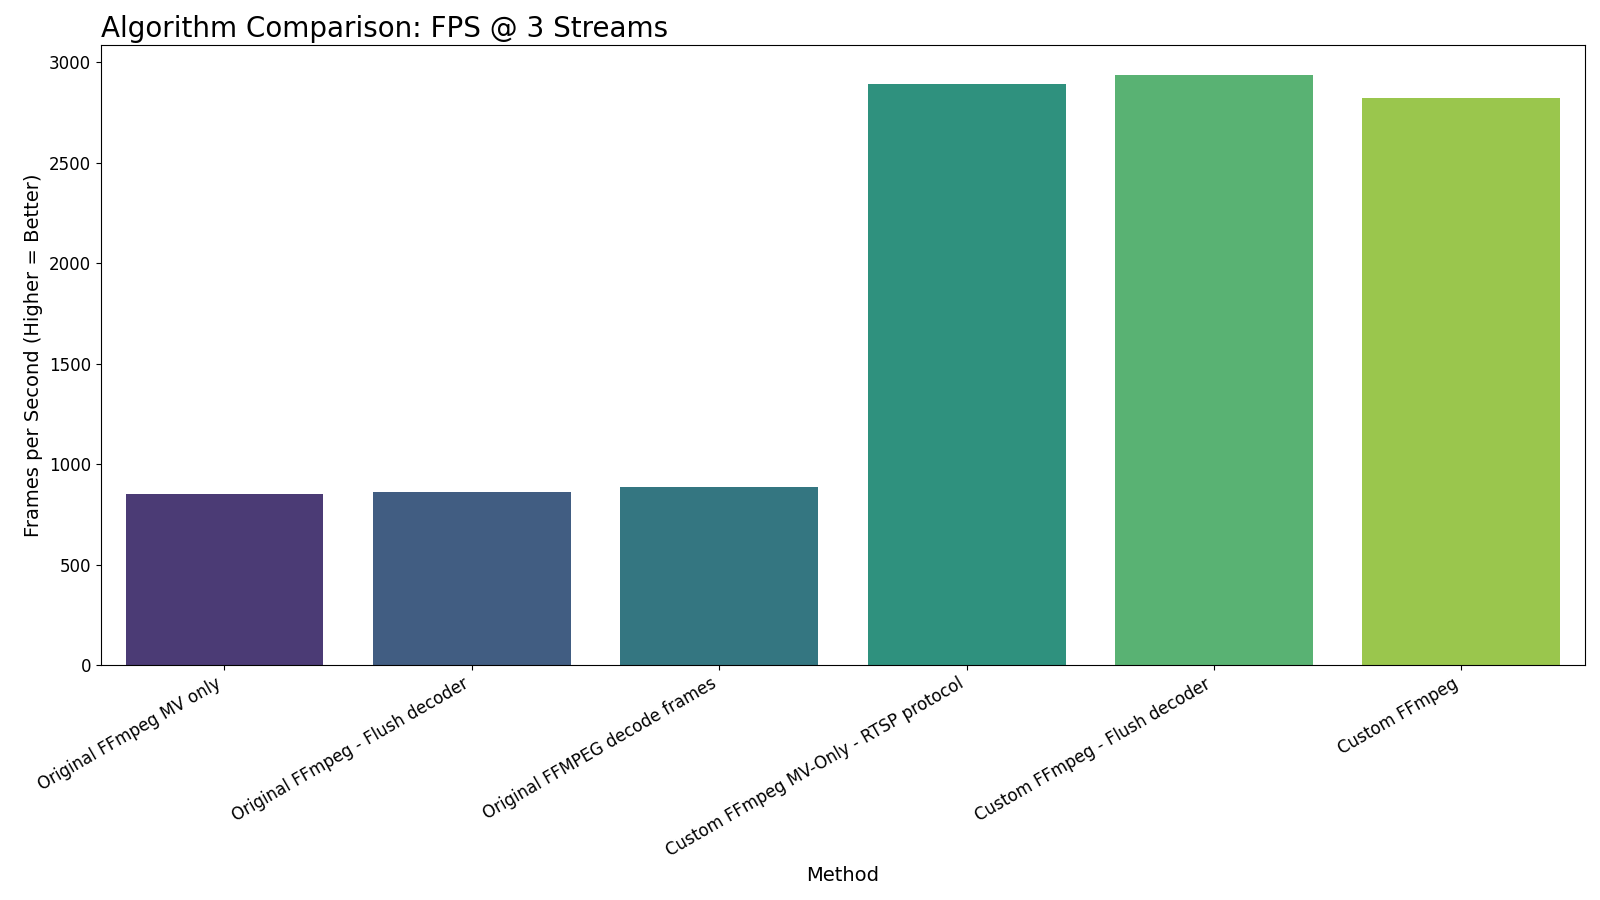 Algorithm Comparison: FPS @ 3 Streams
Frames per Second (Higher = Better)
3000
2500
2000
1500
1000
500
0
Original FFmpeg MV only
Original FFmpeg - Flush decoder
Original FFMPEG decode frames
Custom FFmpeg MV-Only - RTSP protocol
Custom FFmpeg - Flush decoder
Custom FFmpeg
Method